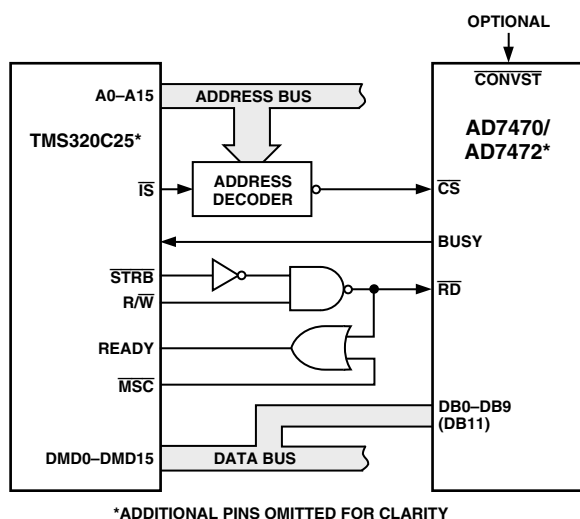 OPTIONAL
CONVST
A0–A15
ADDRESS BUS
TMS320C25*
AD7470/
AD7472*
IS
ADDRESS
DECODER
CS
BUSY
STRB
R/W
RD
READY
MSC
DB0–DB9
(DB11)
DMD0–DMD15
DATA BUS
*ADDITIONAL PINS OMITTED FOR CLARITY